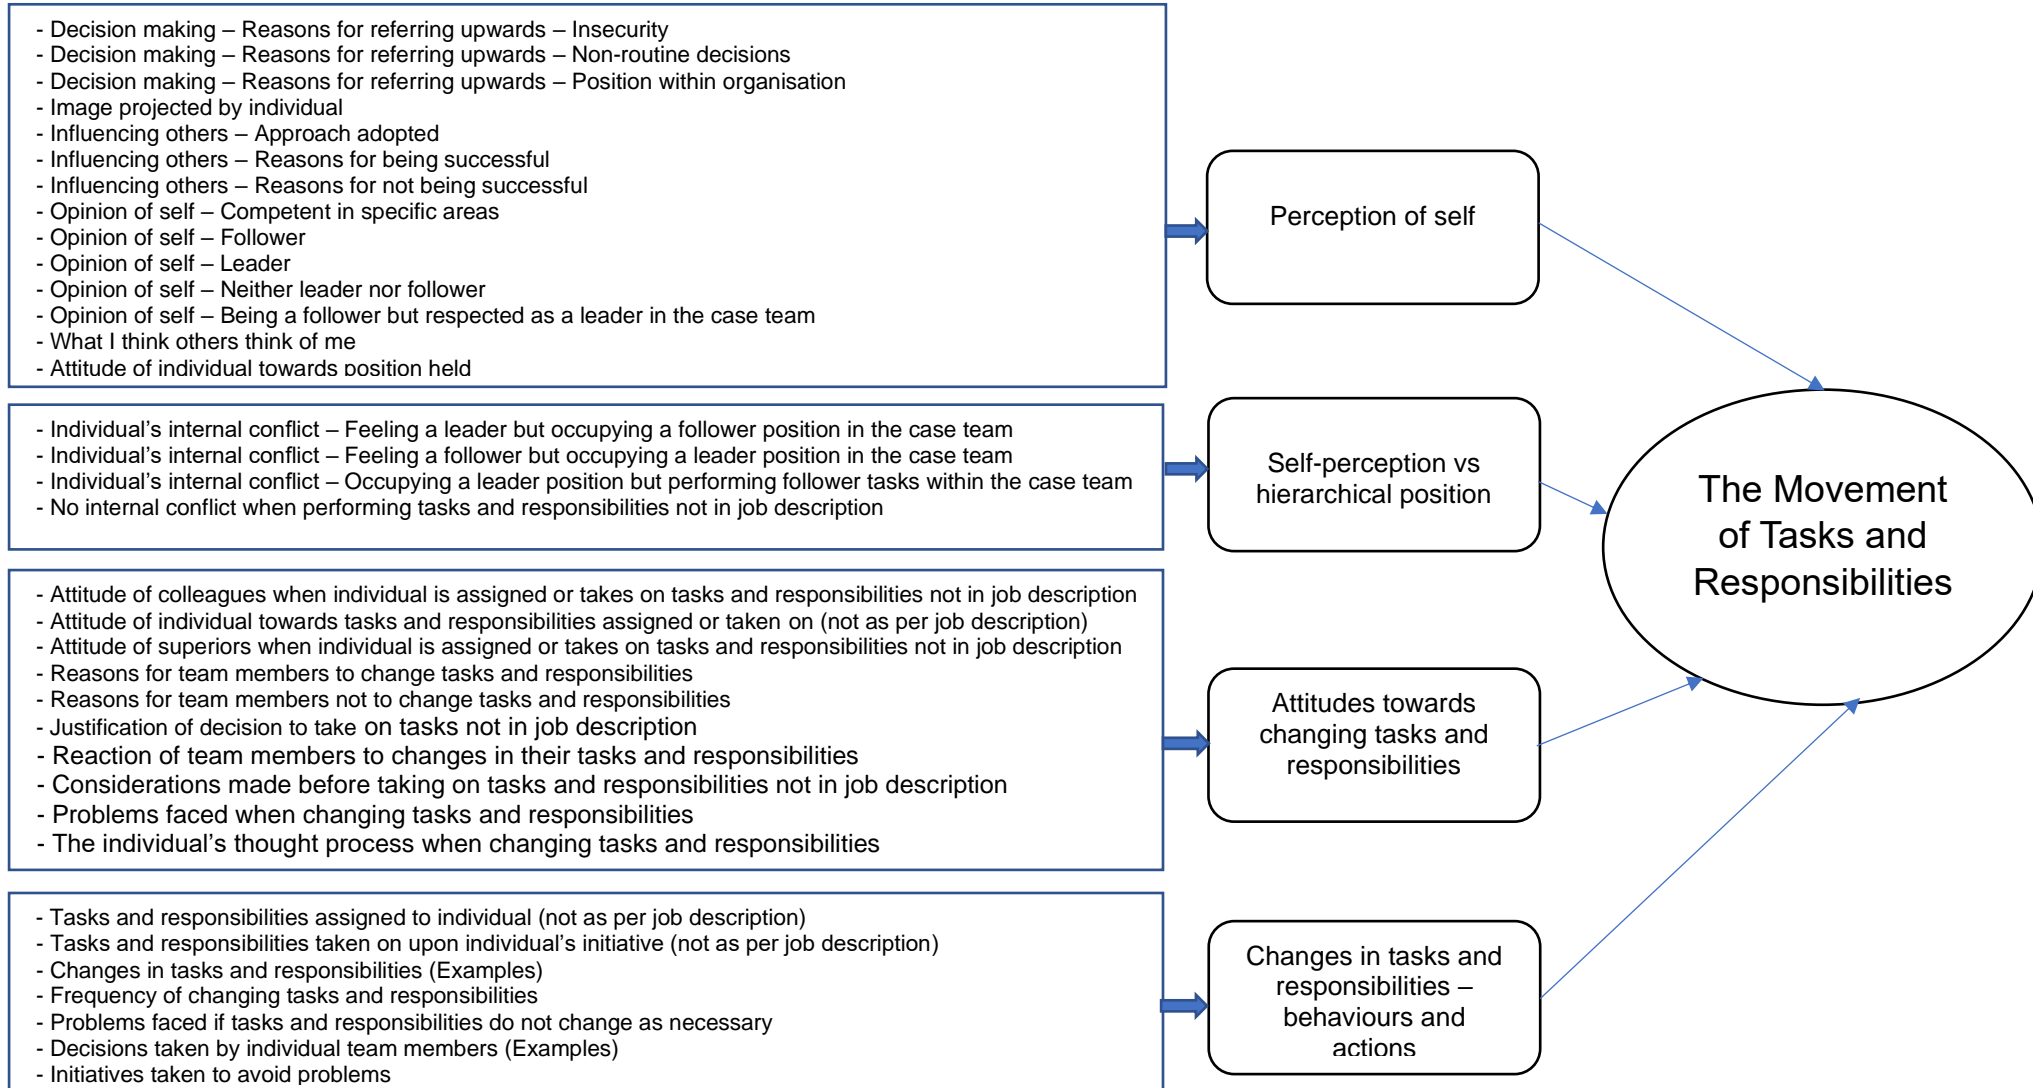 - Decision making – Reasons for referring upwards – Insecurity
- Decision making – Reasons for referring upwards – Non-routine decisions
- Decision making – Reasons for referring upwards – Position within organisation
- Image projected by individual
- Influencing others – Approach adopted
- Influencing others – Reasons for being successful
- Influencing others – Reasons for not being successful
- Opinion of self – Competent in specific areas
- Opinion of self – Follower
- Opinion of self – Leader
- Opinion of self – Neither leader nor follower
- Opinion of self – Being a follower but respected as a leader in the case team
- What I think others think of me
- Attitude of individual towards position held
Perception of self
- Individual’s internal conflict – Feeling a leader but occupying a follower position in the case team
- Individual’s internal conflict – Feeling a follower but occupying a leader position in the case team
- Individual’s internal conflict – Occupying a leader position but performing follower tasks within the case team
- No internal conflict when performing tasks and responsibilities not in job description
Self-perception vs
hierarchical position
- Attitude of colleagues when individual is assigned or takes on tasks and responsibilities not in job description
- Attitude of individual towards tasks and responsibilities assigned or taken on (not as per job description)
- Attitude of superiors when individual is assigned or takes on tasks and responsibilities not in job description
- Reasons for team members to change tasks and responsibilities
- Reasons for team members not to change tasks and responsibilities
- Justification of decision to take on tasks not in job description
- Reaction of team members to changes in their tasks and responsibilities
- Considerations made before taking on tasks and responsibilities not in job description
- Problems faced when changing tasks and responsibilities
- The individual’s thought process when changing tasks and responsibilities
Attitudes towards
changing tasks and
responsibilities
- Tasks and responsibilities assigned to individual (not as per job description)
- Tasks and responsibilities taken on upon individual’s initiative (not as per job description)
- Changes in tasks and responsibilities (Examples)
- Frequency of changing tasks and responsibilities
- Problems faced if tasks and responsibilities do not change as necessary
- Decisions taken by individual team members (Examples)
- Initiatives taken to avoid problems
Changes in tasks and
responsibilities –
behaviours and
actions
The Movement
of Tasks and
Responsibilities